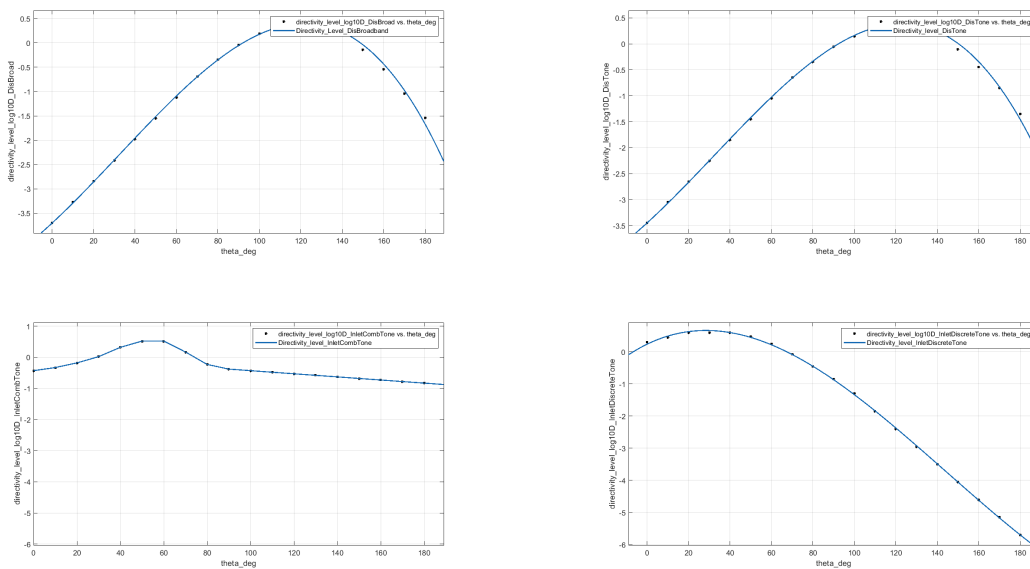 directivity_level_log10D_DisBroad vs. theta_deg
Directivity_Level_DisBroadband
directivity_level_log10D_DisBroad
0.5
0
-0.5
-1
-1.5
-2
-2.5
-3
-3.5
0 20 40 60 80 100 120 140 160 180
theta_deg
directivity_level_log10D_DisTone vs. theta_deg
Directivity_level_DisTone
directivity_level_log10D_DisTone
0.5
0
-0.5
-1
-1.5
-2
-2.5
-3
-3.5
0 20 40 60 80 100 120 140 160 180
theta_deg
directivity_level_log10D_InletCombTone vs. theta_deg
Directivity_level_InletCombTone
directivity_level_log10D_InletCombTone
1
0
-1
-2
-3
-4
-5
-6
0 20 40 60 80 100 120 140 160 180
theta_deg
directivity_level_log10D_InletDiscreteTone vs. theta_deg
Directivity_level_InletDiscreteTone
directivity_level_log10D_InletDiscreteTone
0
-1
-2
-3
-4
-5
-6
0 20 40 60 80 100 120 140 160 180
theta_deg